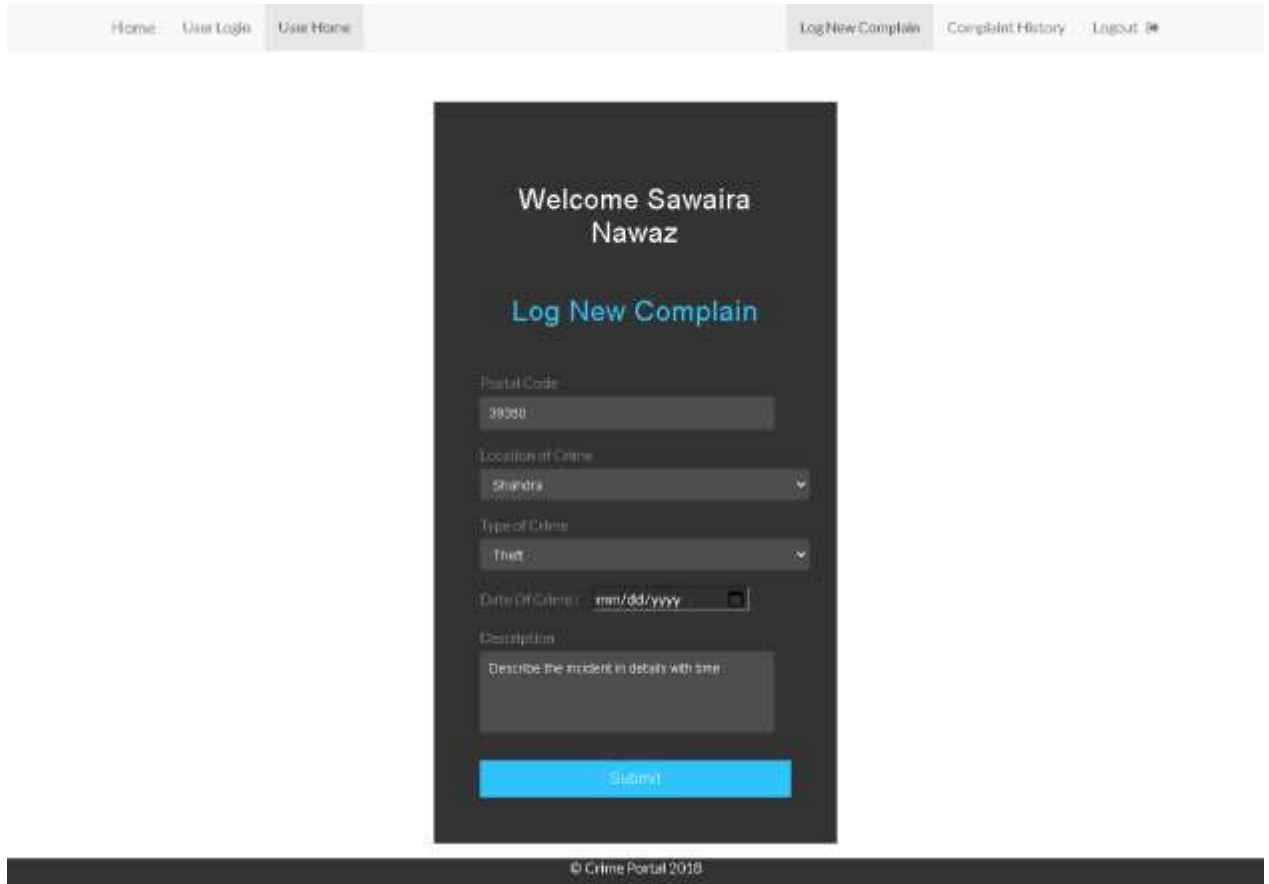 Home User Login User Home Log New Complain Complaint History Logout
Welcome Sawaira
Nawaz
Log New Complain
Postal Code
39350
Location of Crime
Shahdra
Type of Crime
Theft
Date Of Crime :
mm/dd/yyyy
Description
Describe the incident in details with time
Submit
© Crime Portal 2018